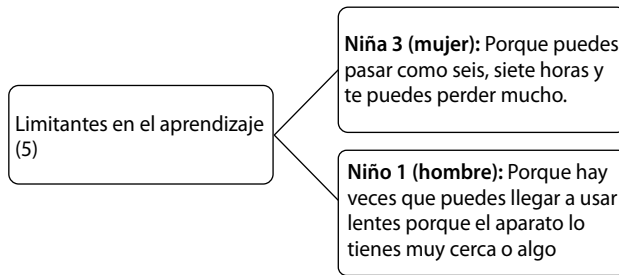 Limitantes en el aprendizaje
(5)
Niña 3 (mujer): Porque puedes
pasar como seis, siete horas y
te puedes perder mucho.
Niño 1 (hombre): Porque hay
veces que puedes llegar a usar
lentes porque el aparato lo
tienes muy cerca o algo